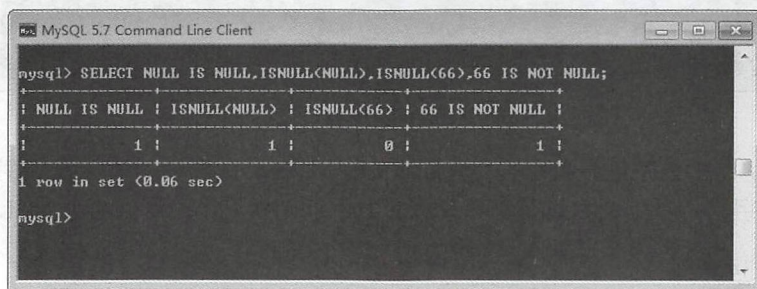 MySQL 5.7 Command Line Client
mysql> SELECT NULL IS NULL,ISNULL(NULL),ISNULL(66),66 IS NOT NULL;
+--------------+--------------+------------+----------------+
| NULL IS NULL | ISNULL(NULL) | ISNULL(66) | 66 IS NOT NULL |
+--------------+--------------+------------+----------------+
| 1 | 1 | 0 | 1 |
+--------------+--------------+------------+----------------+
1 row in set (0.06 sec)
mysql>